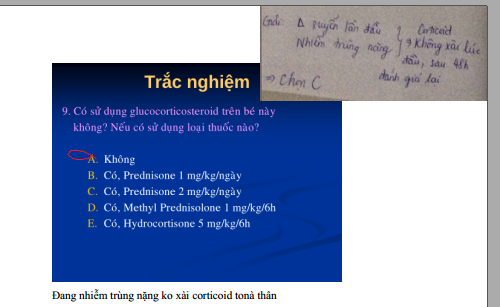 Δ suyễn lần đầu
Nhiễm trùng nặng
Corticoid
Không xài lúc
đầu, sau 48h
đánh giá lại
⇒ Chọn C
Trắc nghiệm
9. Có sử dụng glucocorticosteroid trên bé này
không? Nếu có sử dụng loại thuốc nào?
A. Không
B. Có, Prednisone 1 mg/kg/ngày
C. Có, Prednisone 2 mg/kg/ngày
D. Có, Methyl Prednisolone 1 mg/kg/6h
E. Có, Hydrocortisone 5 mg/kg/6h
Đang nhiễm trùng nặng ko xài corticoid tonà thân